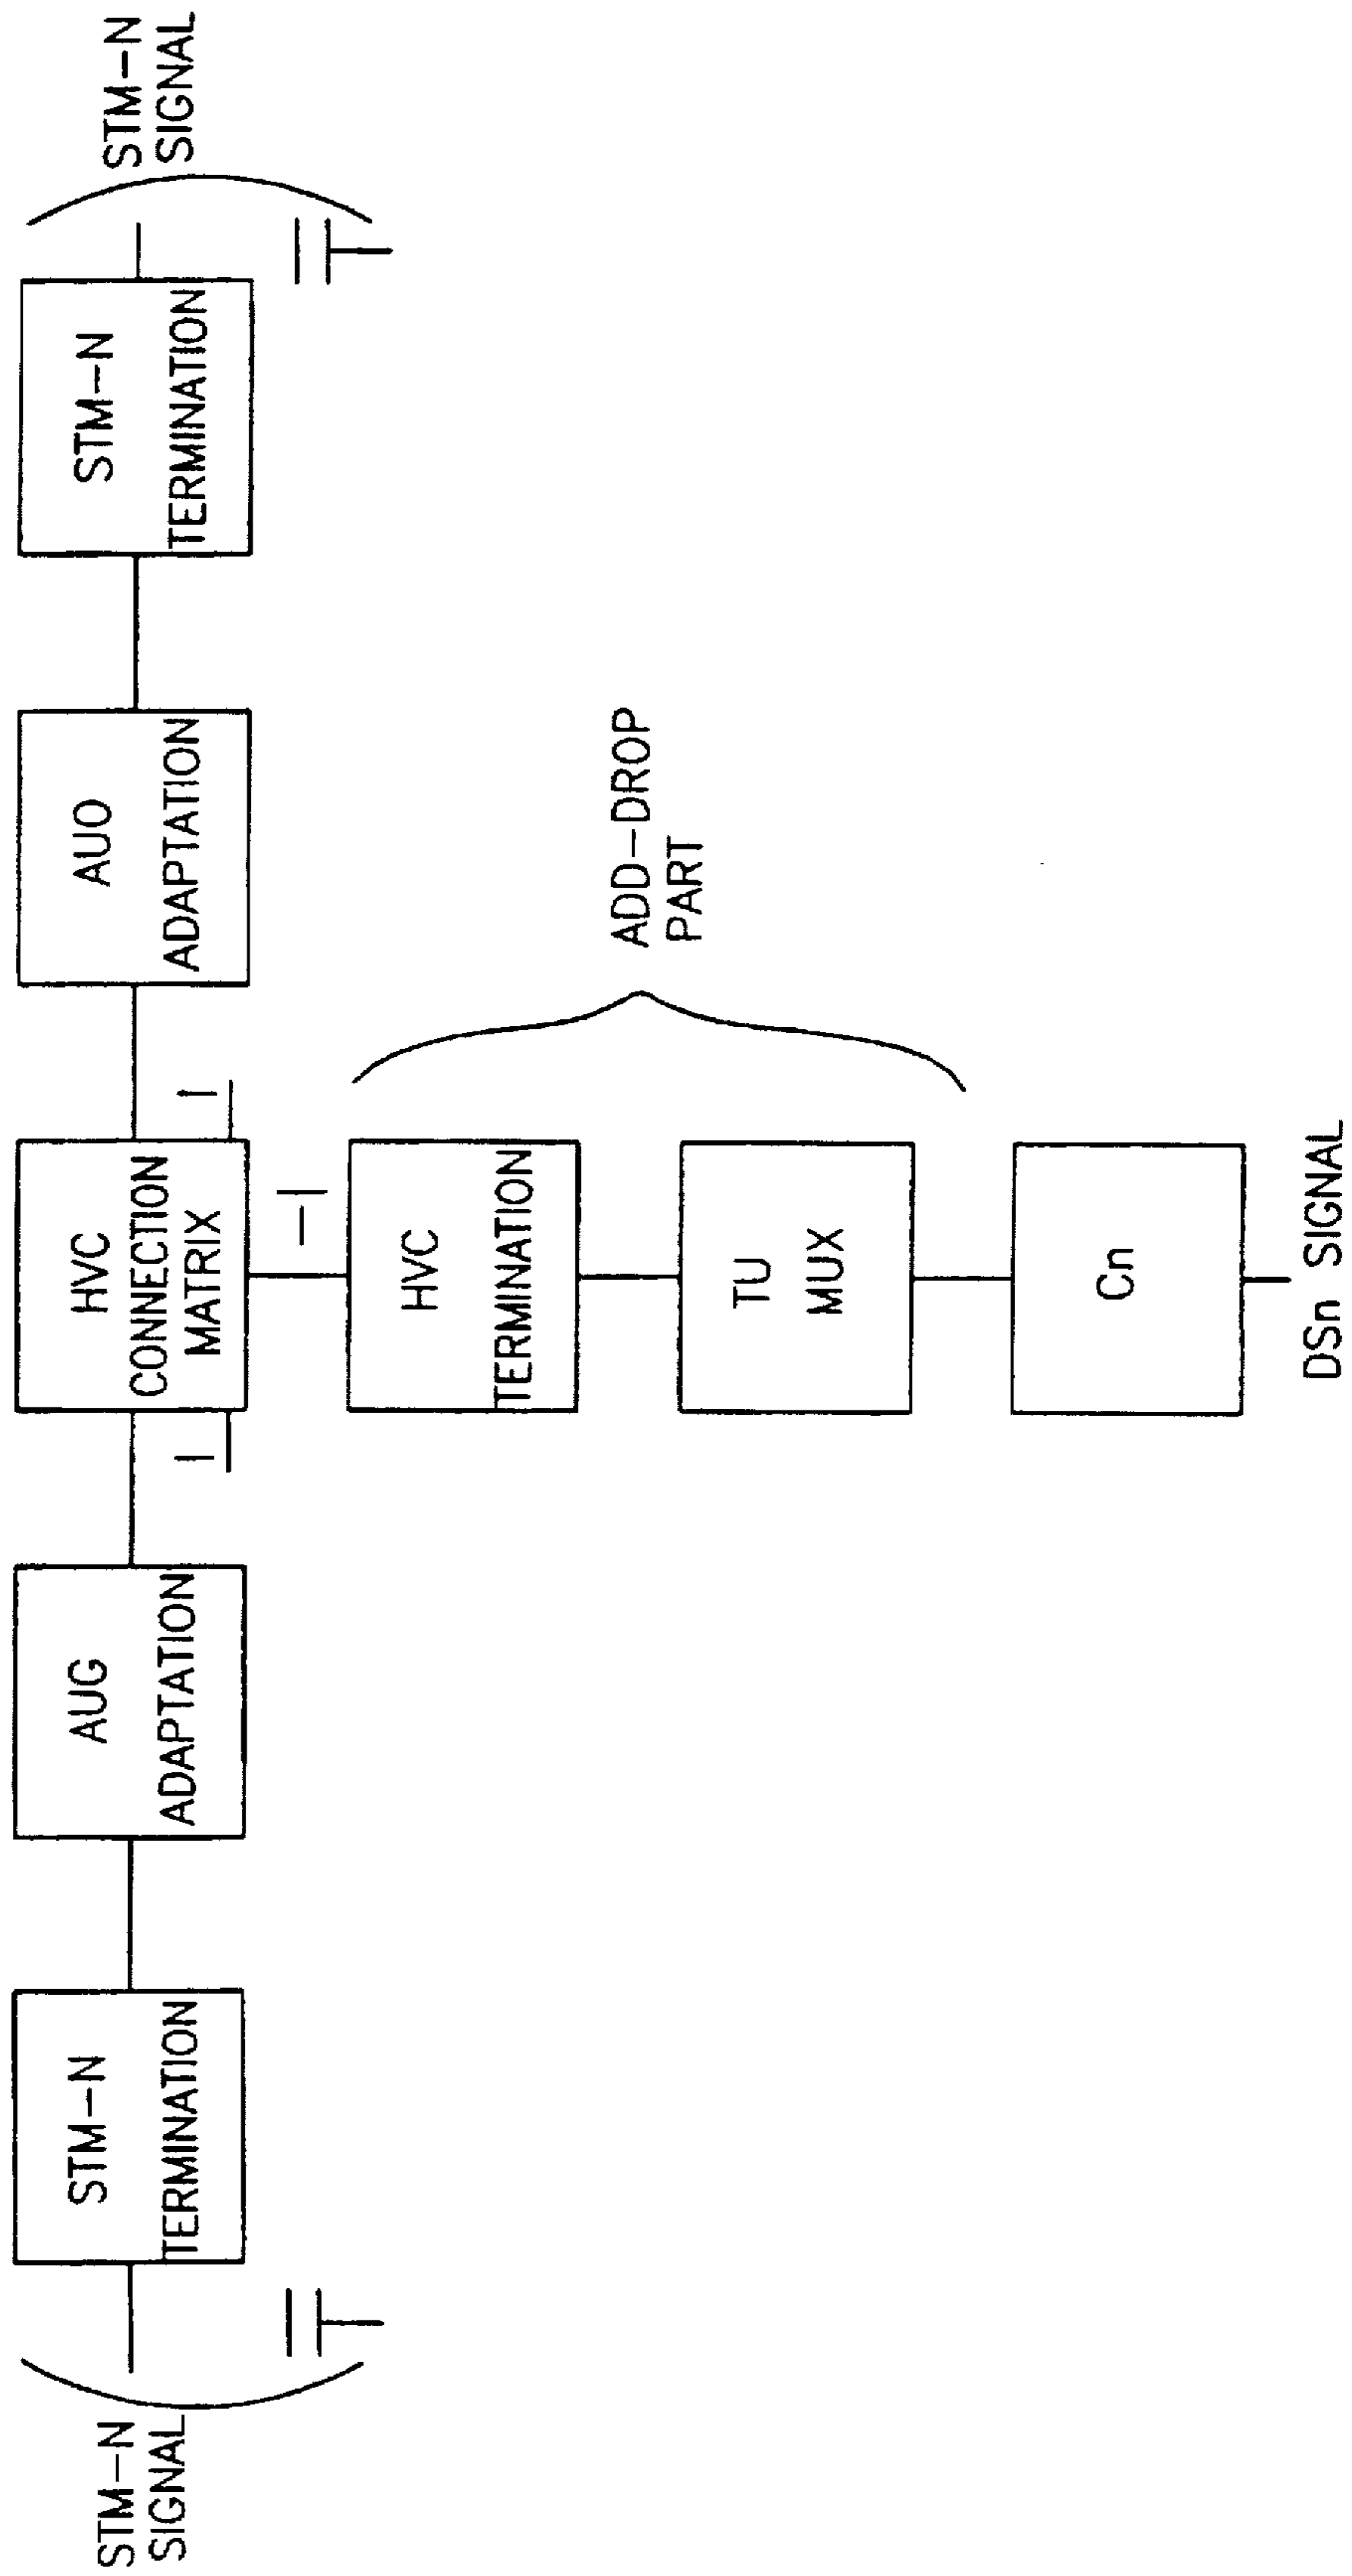 STM-N
SIGNAL
STM-N
TERMINATION
AUG
ADAPTATION
HVC
CONNECTION
MATRIX
AUO
ADAPTATION
STM-N
TERMINATION
STM-N
SIGNAL
HVC
TERMINATION
TU
MUX
Cn
DSn SIGNAL
ADD-DROP
PART